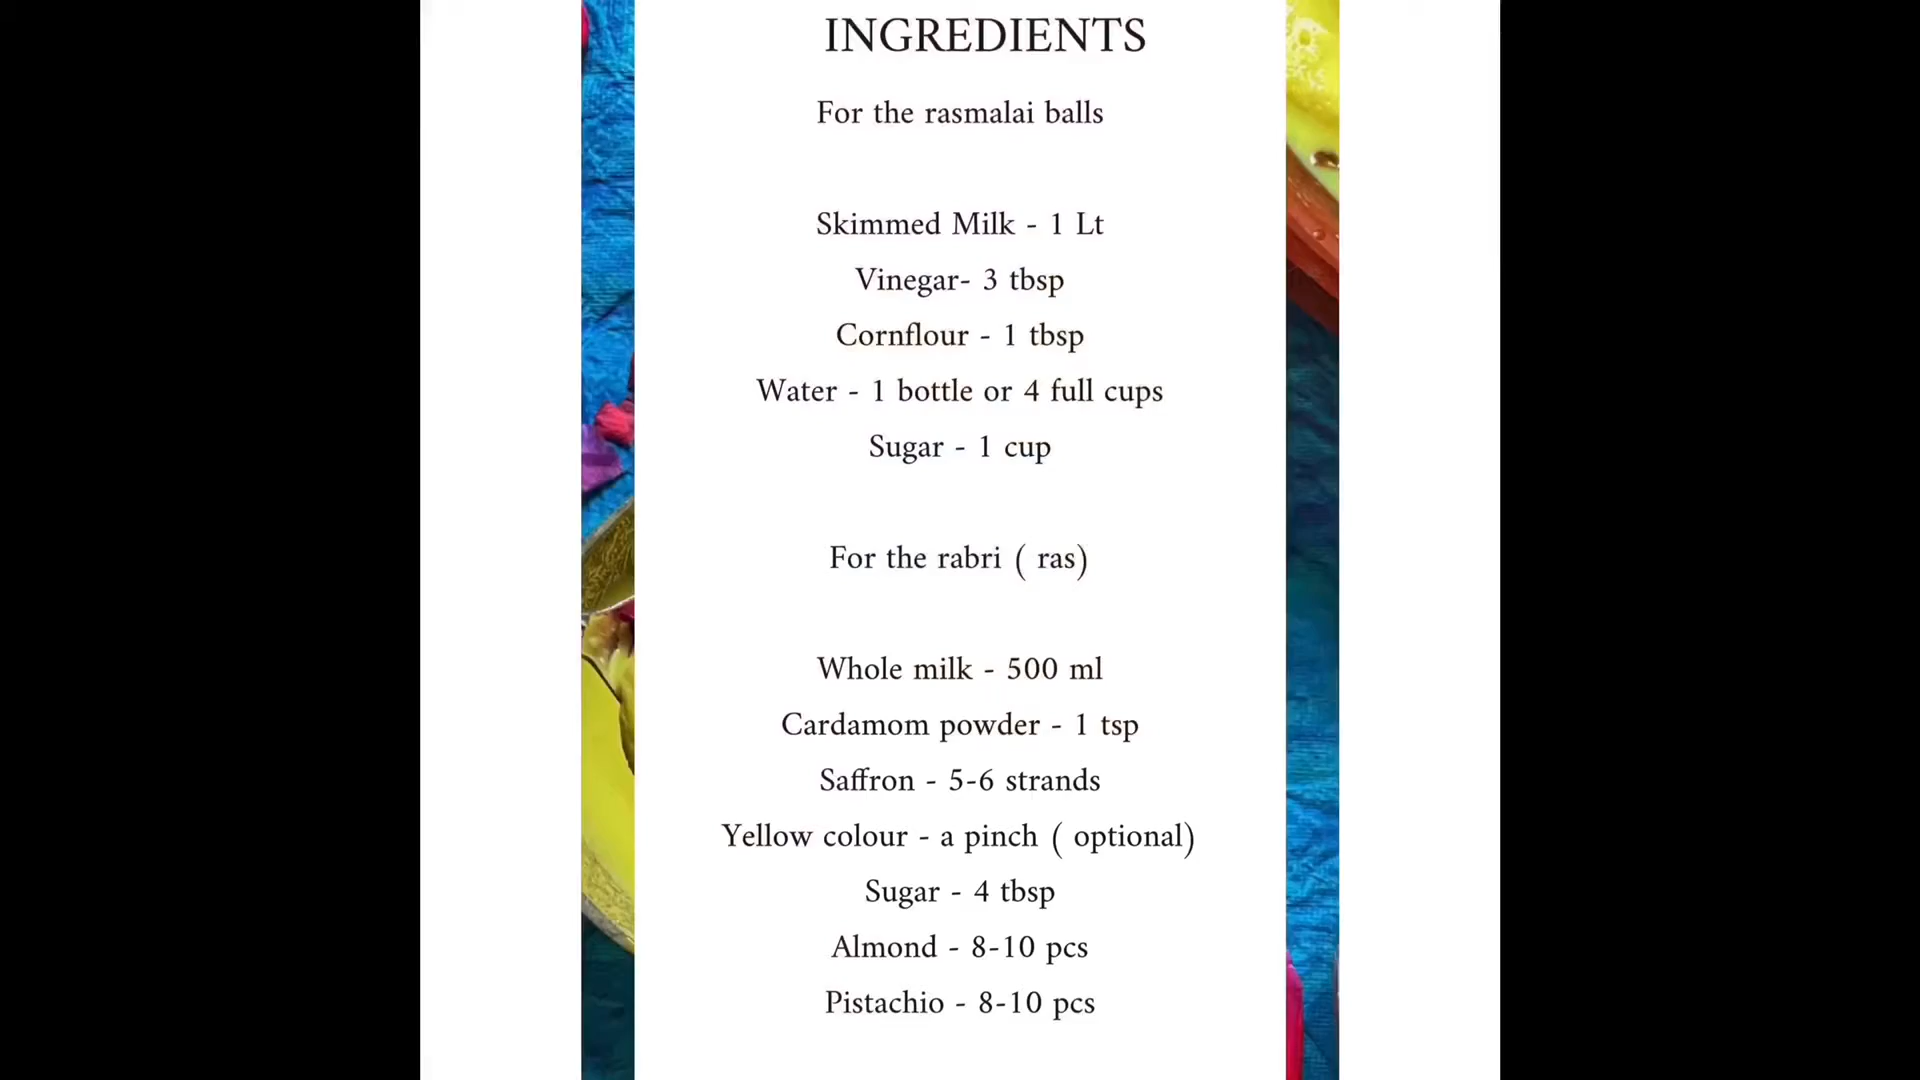 INGREDIENTS
For the rasmalai balls
Skimmed Milk - 1 Lt
Vinegar- 3 tbsp
Cornflour - 1 tbsp
Water - 1 bottle or 4 full cups
Sugar - 1 cup
For the rabri ( ras)
Whole milk - 500 ml
Cardamom powder - 1 tsp
Saffron - 5-6 strands
Yellow colour - a pinch ( optional)
Sugar - 4 tbsp
Almond - 8-10 pcs
Pistachio - 8-10 pcs